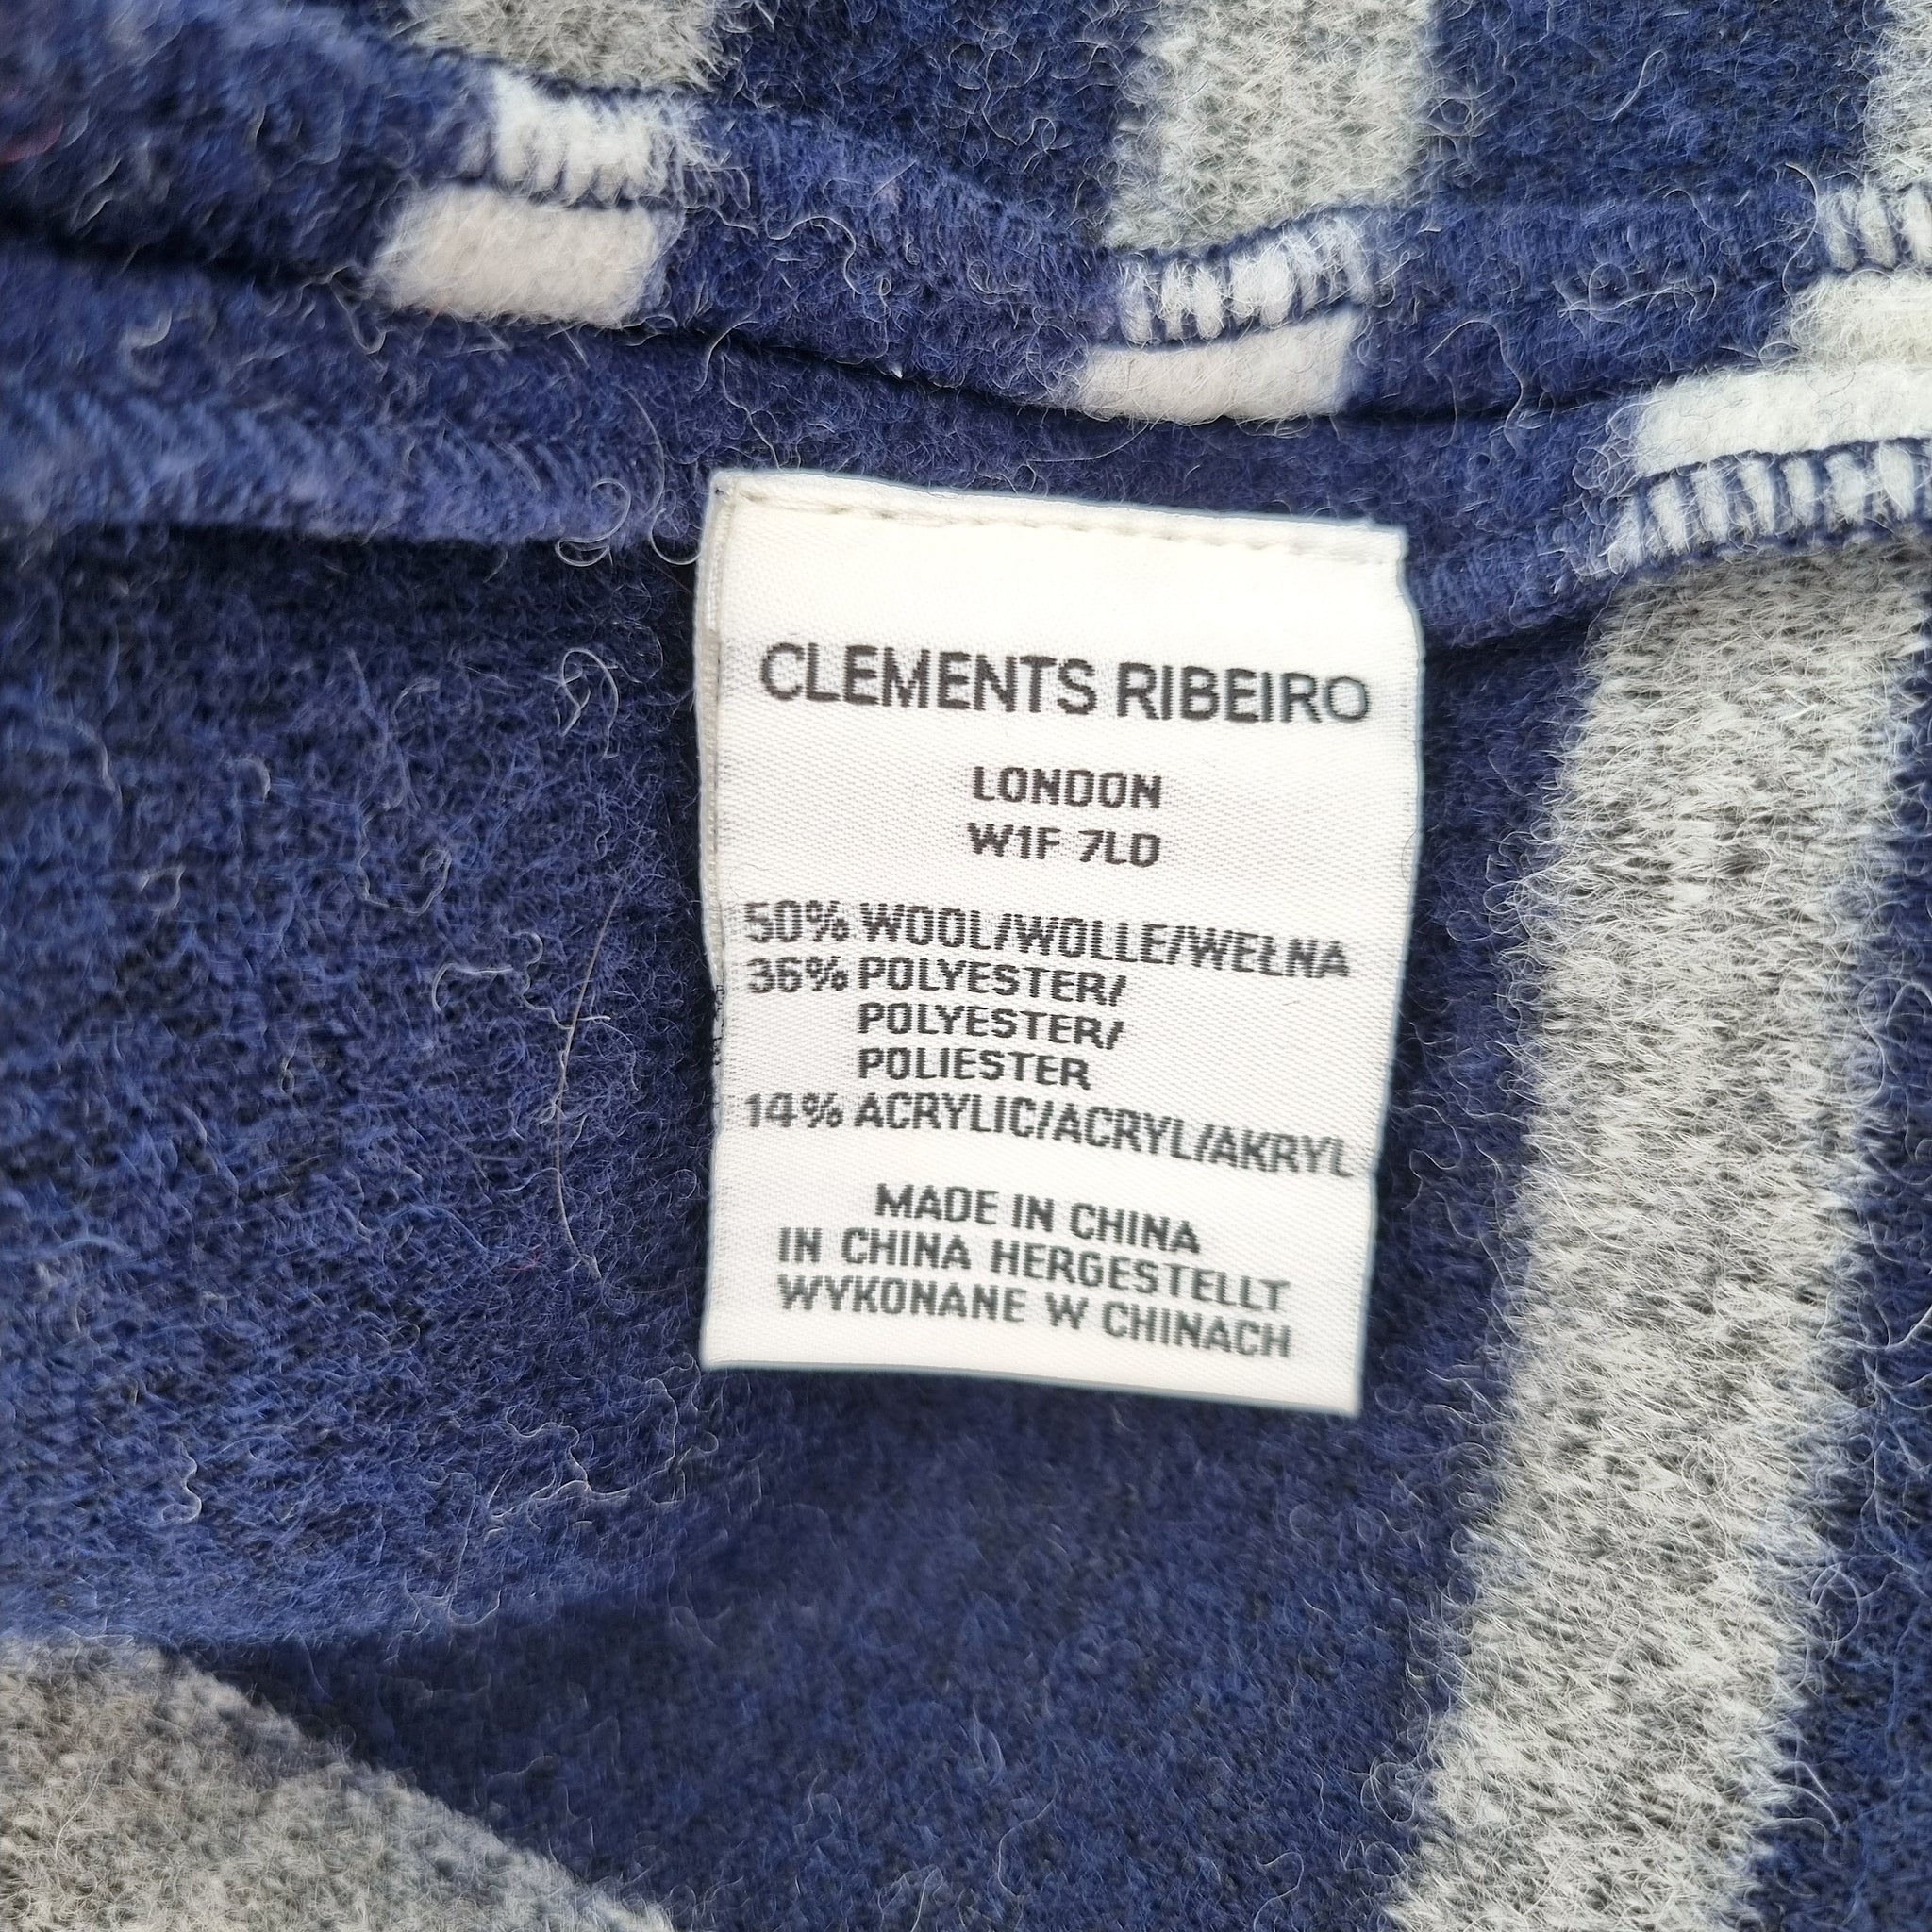 CLEMENTS RIBEIRO
LONDON
W1F 7LD
50% WOOL/WOLLE/WEŁNA
36% POLYESTER/
POLYESTER/
POLIESTER
14% ACRYLIC/ACRYL/AKRYL
MADE IN CHINA
IN CHINA HERGESTELLT
WYKONANE W CHINACH